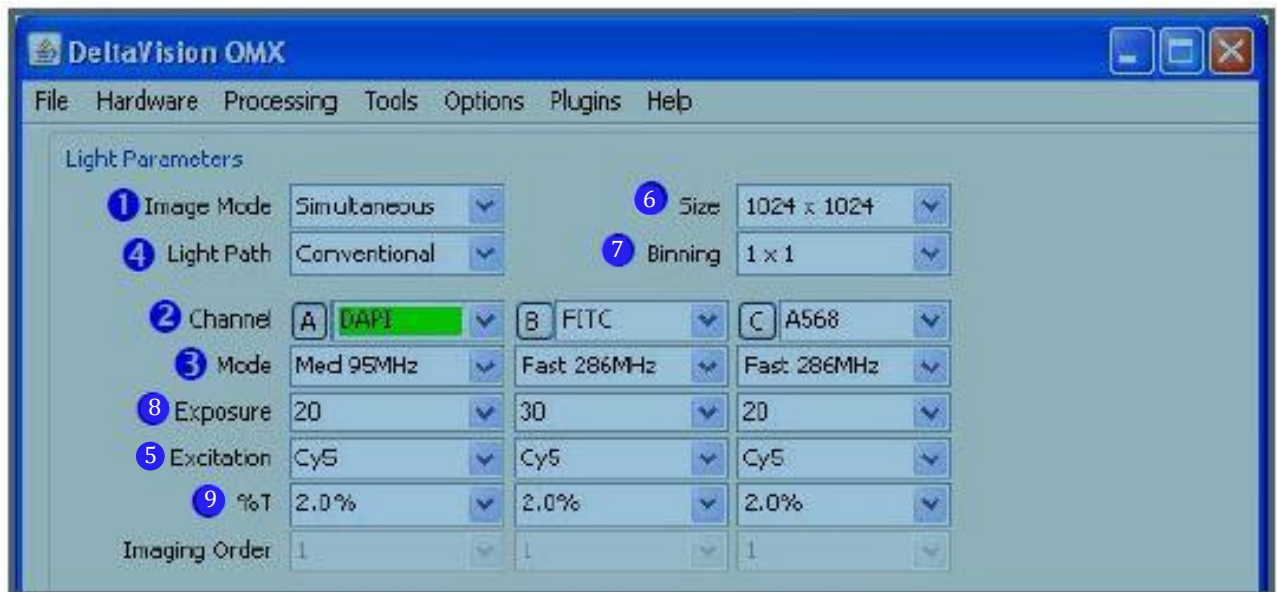 DeltaVision OMX
File Hardware Processing Tools Options Plugins Help
Light Parameters
1 Image Mode Simultaneous 6 Size 1024 x 1024
4 Light Path Conventional 7 Binning 1 x 1
2 Channel A DAPI B FITC C A568
3 Mode Med 95MHz Fast 286MHz Fast 286MHz
8 Exposure 20 30 20
5 Excitation Cy5 Cy5 Cy5
9 %T 2.0% 2.0% 2.0%
Imaging Order 1 1 1